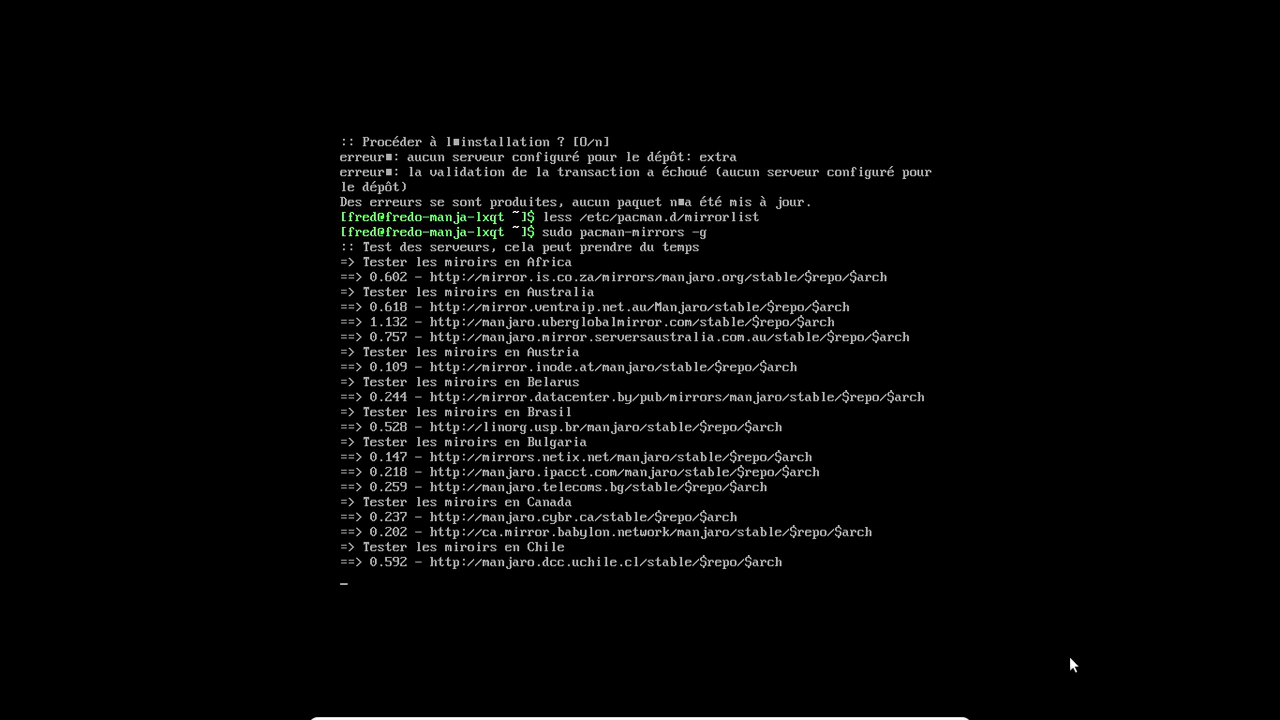 :: Procéder à l■installation ? [O/n]
erreur■: aucun serveur configuré pour le dépôt: extra
erreur■: la validation de la transaction a échoué (aucun serveur configuré pour
le dépôt)
Des erreurs se sont produites, aucun paquet n■a été mis à jour.
[fred@fredo-manja-lxqt ~]$ less /etc/pacman.d/mirrorlist
[fred@fredo-manja-lxqt ~]$ sudo pacman-mirrors -g
:: Test des serveurs, cela peut prendre du temps
=> Tester les miroirs en Africa
==> 0.602 - http://mirror.is.co.za/mirrors/manjaro.org/stable/$repo/$arch
=> Tester les miroirs en Australia
==> 0.618 - http://mirror.ventraip.net.au/Manjaro/stable/$repo/$arch
==> 1.132 - http://manjaro.uberglobalmirror.com/stable/$repo/$arch
==> 0.757 - http://manjaro.mirror.serversaustralia.com.au/stable/$repo/$arch
=> Tester les miroirs en Austria
==> 0.109 - http://mirror.inode.at/manjaro/stable/$repo/$arch
=> Tester les miroirs en Belarus
==> 0.244 - http://mirror.datacenter.by/pub/mirrors/manjaro/stable/$repo/$arch
=> Tester les miroirs en Brasil
==> 0.528 - http://linorg.usp.br/manjaro/stable/$repo/$arch
=> Tester les miroirs en Bulgaria
==> 0.147 - http://mirrors.netix.net/manjaro/stable/$repo/$arch
==> 0.218 - http://manjaro.ipacct.com/manjaro/stable/$repo/$arch
==> 0.259 - http://manjaro.telecoms.bg/stable/$repo/$arch
=> Tester les miroirs en Canada
==> 0.237 - http://manjaro.cybr.ca/stable/$repo/$arch
==> 0.202 - http://ca.mirror.babylon.network/manjaro/stable/$repo/$arch
=> Tester les miroirs en Chile
==> 0.592 - http://manjaro.dcc.uchile.cl/stable/$repo/$arch